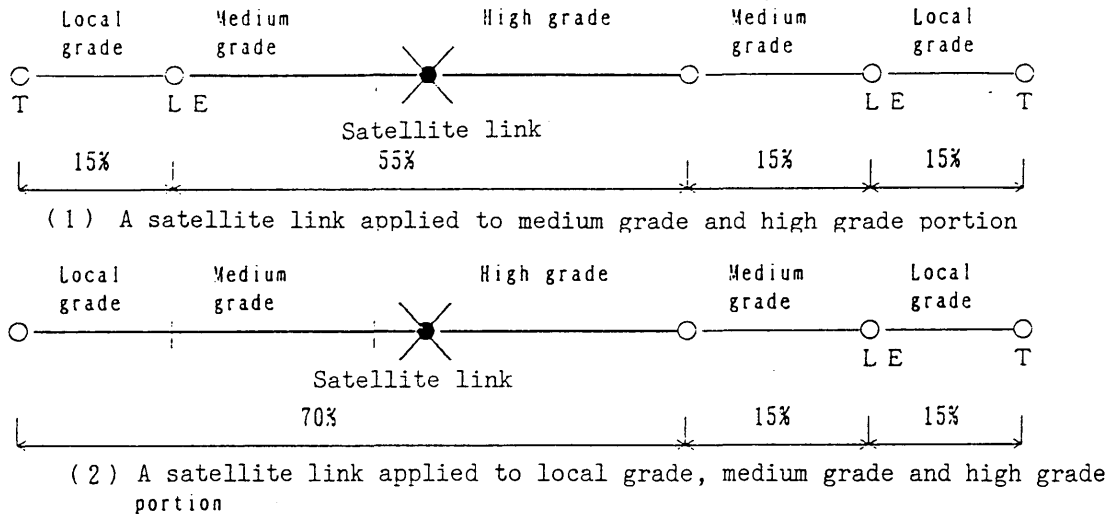 Local Medium High grade Medium Local
grade grade grade grade
T L E L E T
Satellite link
15% 55% 15% 15%
(1) A satellite link applied to medium grade and high grade portion
Local Medium High grade Medium Local
grade grade grade grade
L E T
Satellite link
70% 15% 15%
(2) A satellite link applied to local grade, medium grade and high grade
portion